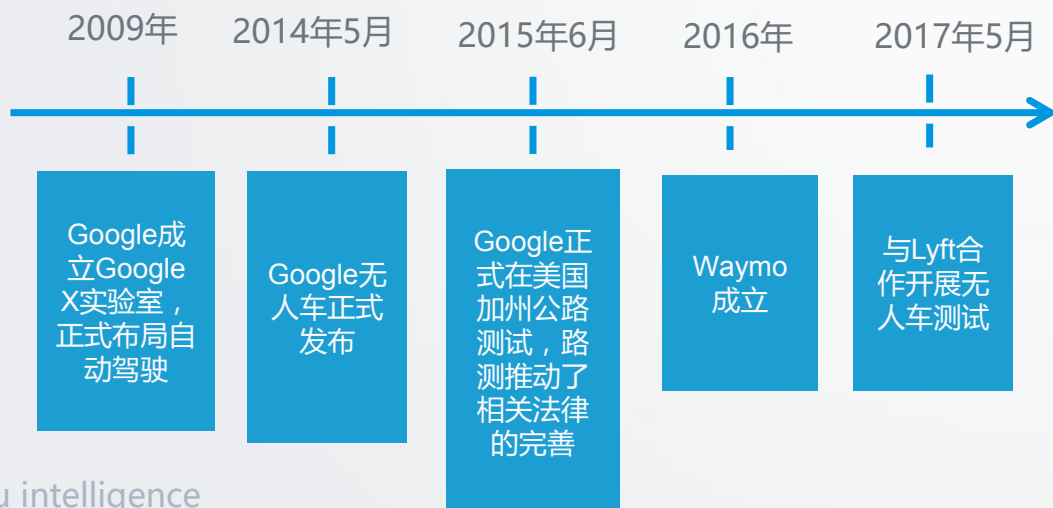 2009年
2014年5月
2015年6月
2016年
2017年5月
Google成
立Google
X实验室，
正式布局自
动驾驶
Google无
人车正式
发布
Google正
式在美国
加州公路
测试，路
测推动了
相关法律
的完善
Waymo
成立
与Lyft合
作开展无
人车测试
intelligence